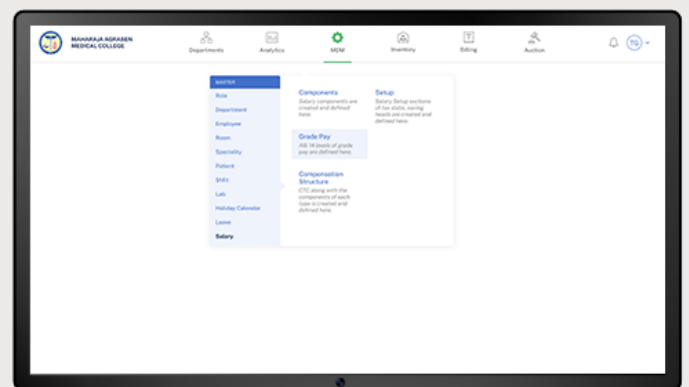 MAHARAJA AGRASEN
MEDICAL COLLEGE
Departments
Analytics
MDM
Inventory
Billing
Auction
TG
MASTER
Role
Department
Employee
Room
Speciality
Patient
Shift
Lab
Holiday Calendar
Leave
Salary
Components
Salary components are
created and defined
here.
Setup
Salary Setup sections
of tax slabs, saving
heads are created and
defined here.
Grade Pay
All 14 levels of grade
pay are defined here.
Compensation
Structure
CTC along with the
components of each
type is created and
defined here.